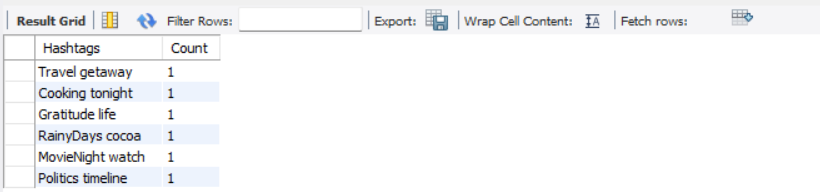 Result Grid Filter Rows: Export: Wrap Cell Content: IA Fetch rows:
Hashtags Count
Travel getaway 1
Cooking tonight 1
Gratitude life 1
RainyDays cocoa 1
MovieNight watch 1
Politics timeline 1